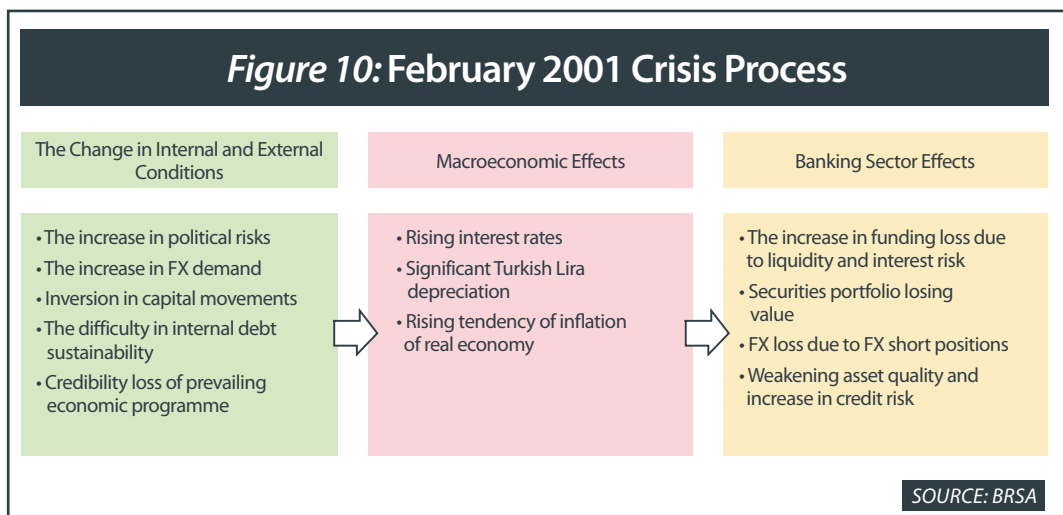 Figure 10: February 2001 Crisis Process
The Change in Internal and External
Conditions
• The increase in political risks
• The increase in FX demand
• Inversion in capital movements
• The difficulty in internal debt
sustainability
• Credibility loss of prevailing
economic programme
Macroeconomic Effects
• Rising interest rates
• Significant Turkish Lira
depreciation
• Rising tendency of inflation
of real economy
Banking Sector Effects
• The increase in funding loss due
to liquidity and interest risk
• Securities portfolio losing
value
• FX loss due to FX short positions
• Weakening asset quality and
increase in credit risk
SOURCE: BRSA